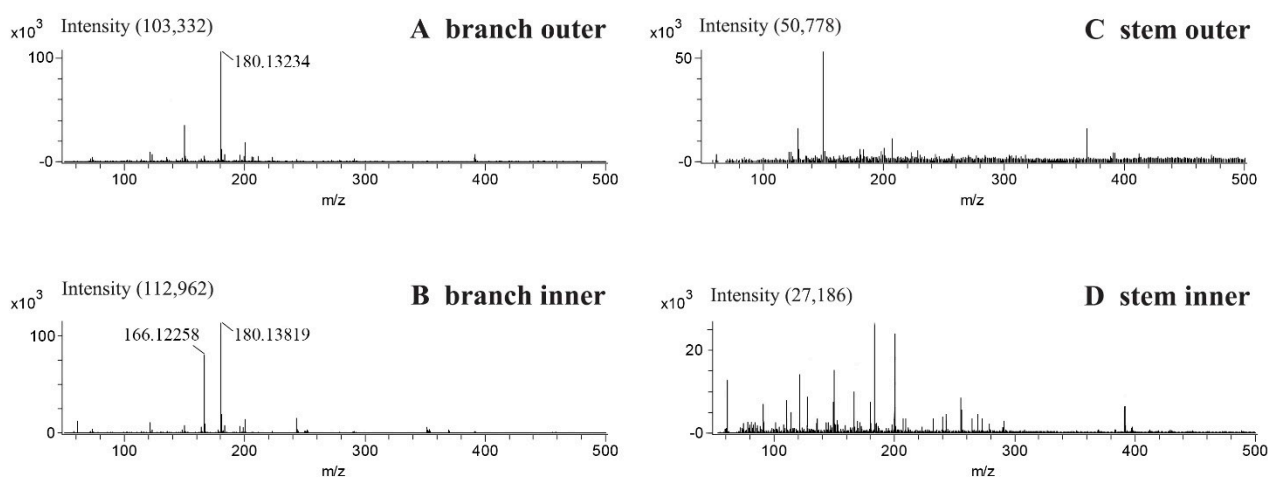 x10³ Intensity (103,332) A branch outer
100
180.13234
-0
100 200 300 400 500
m/z
x10³ Intensity (50,778) C stem outer
50
-0
100 200 300 400 500
m/z
x10³ Intensity (112,962) B branch inner
100
166.12258 180.13819
-0
100 200 300 400 500
m/z
x10³ Intensity (27,186) D stem inner
20
-0
100 200 300 400 500
m/z